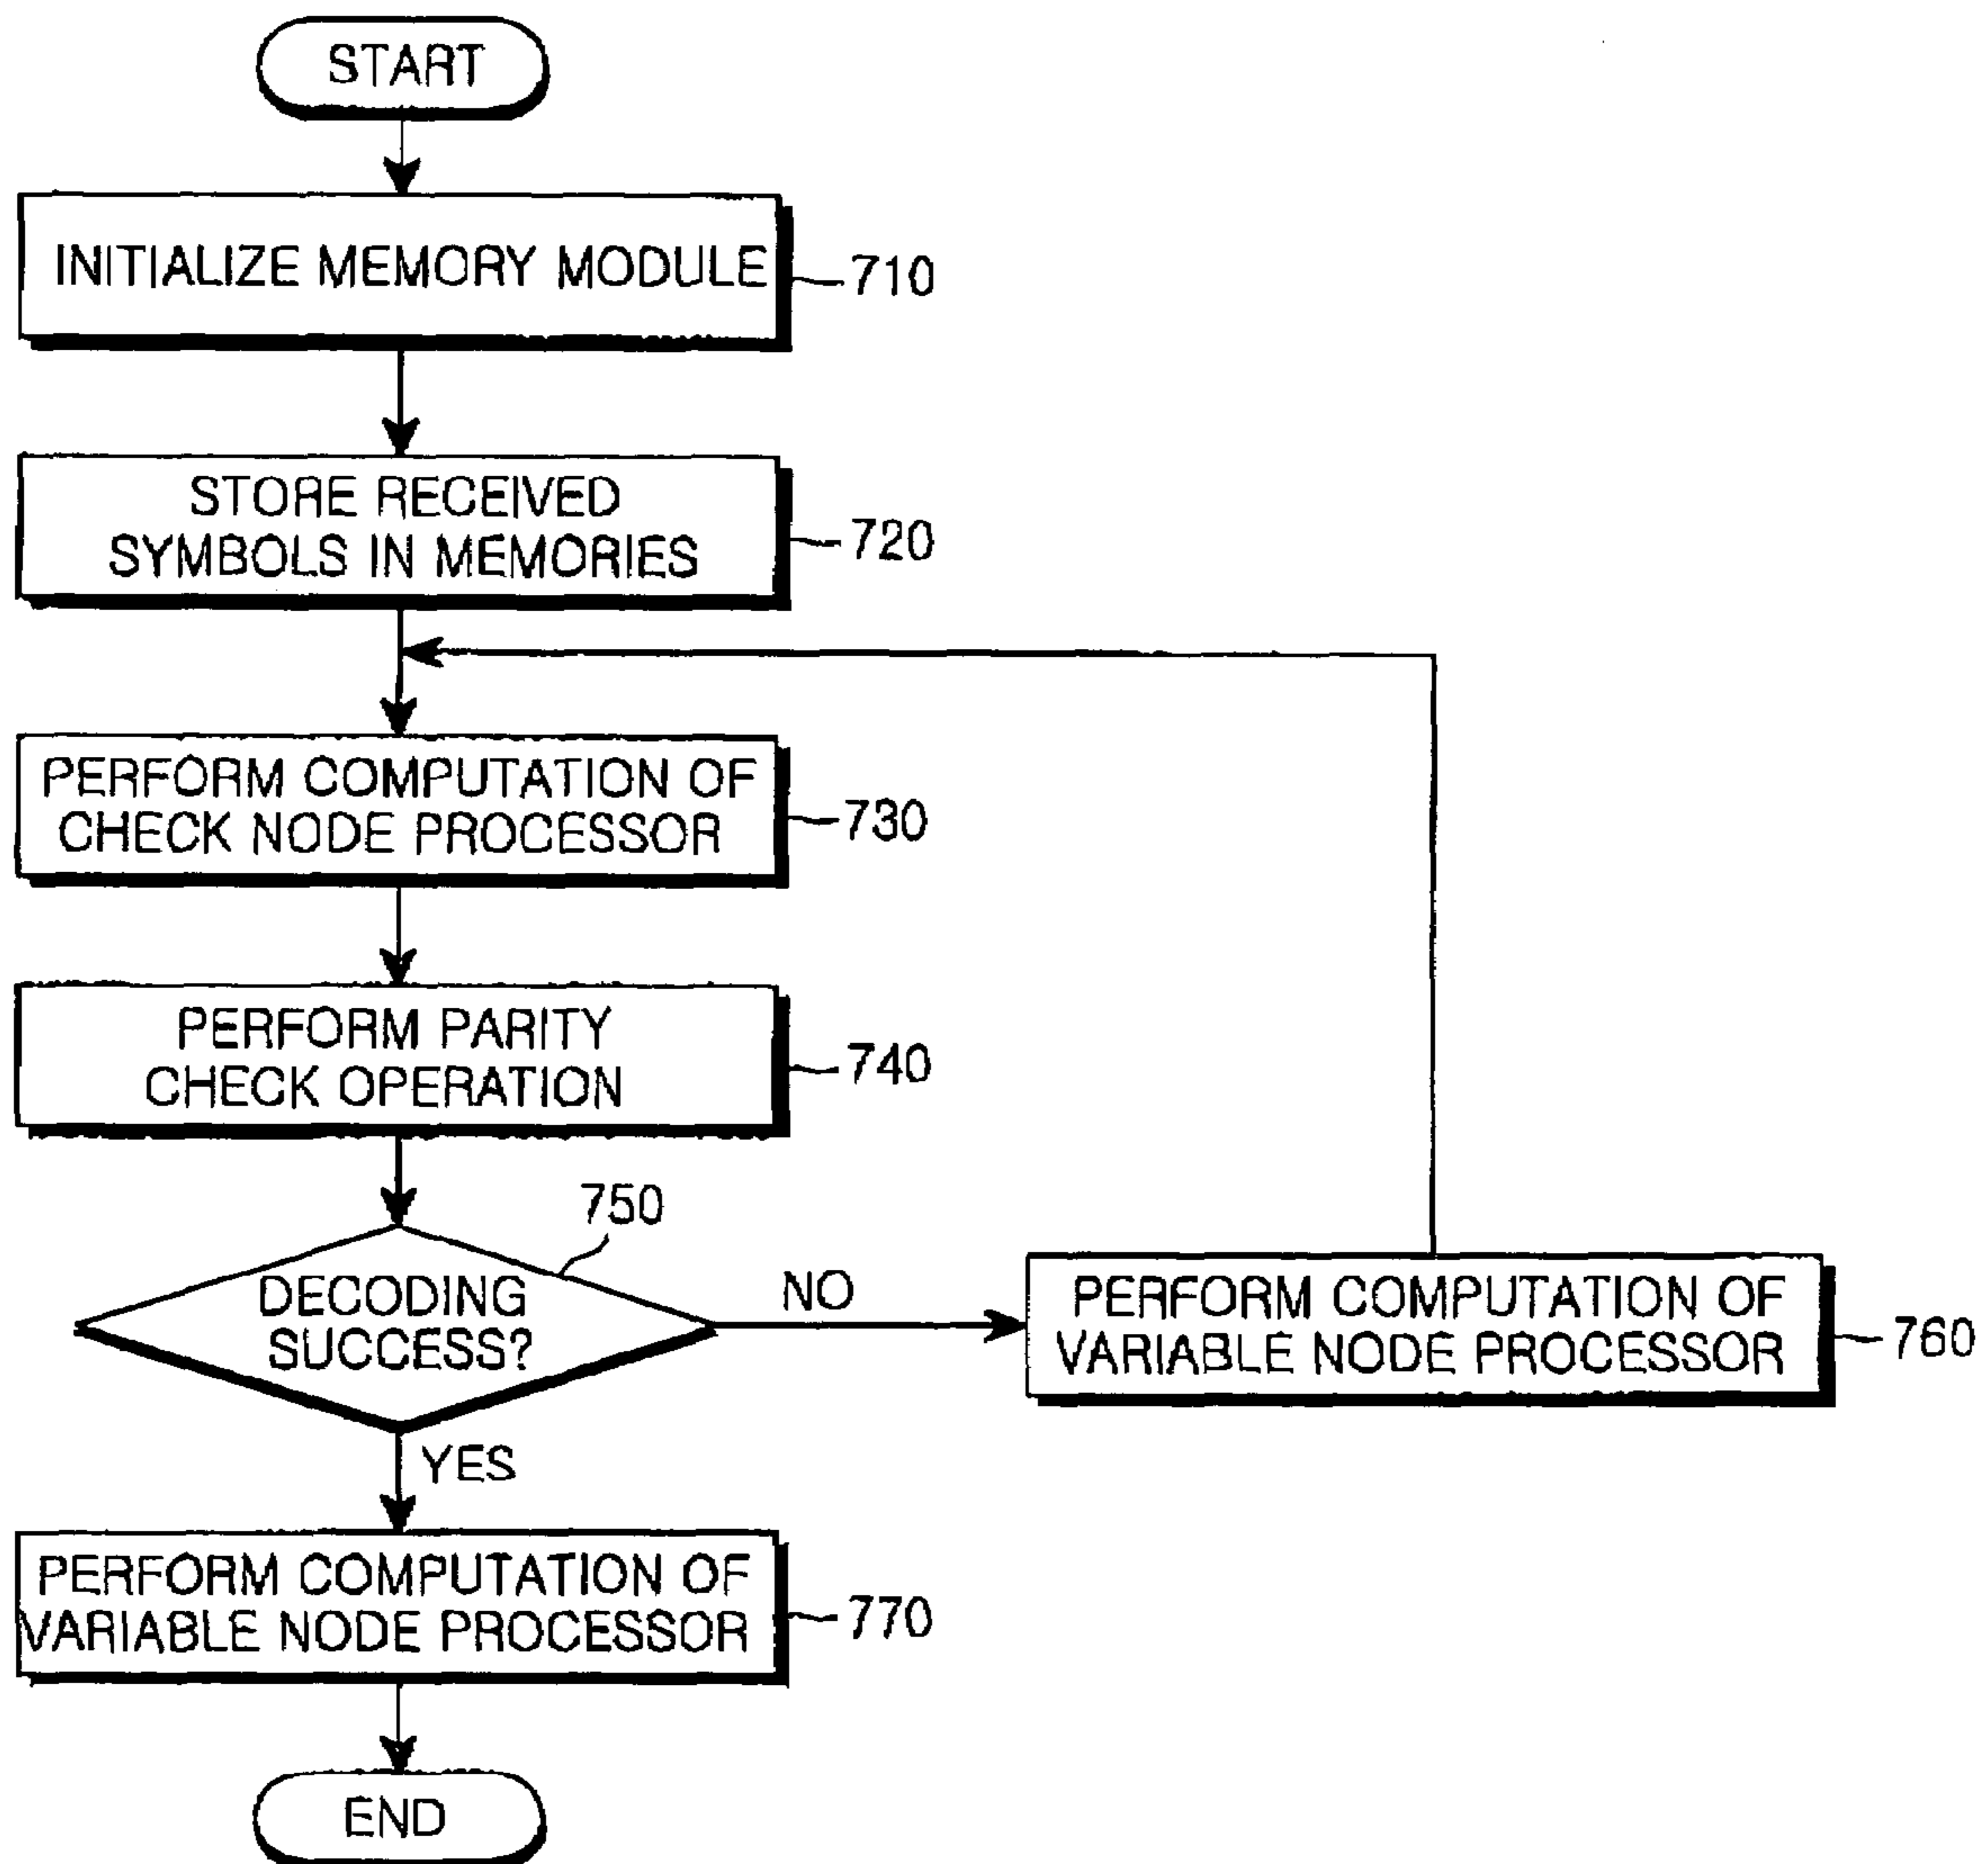 START
INITIALIZE MEMORY MODULE
710
STORE RECEIVED
SYMBOLS IN MEMORIES
720
PERFORM COMPUTATION OF
CHECK NODE PROCESSOR
730
PERFORM PARITY
CHECK OPERATION
740
750
DECODING
SUCCESS?
NO
PERFORM COMPUTATION OF
VARIABLE NODE PROCESSOR
760
YES
PERFORM COMPUTATION OF
VARIABLE NODE PROCESSOR
770
END